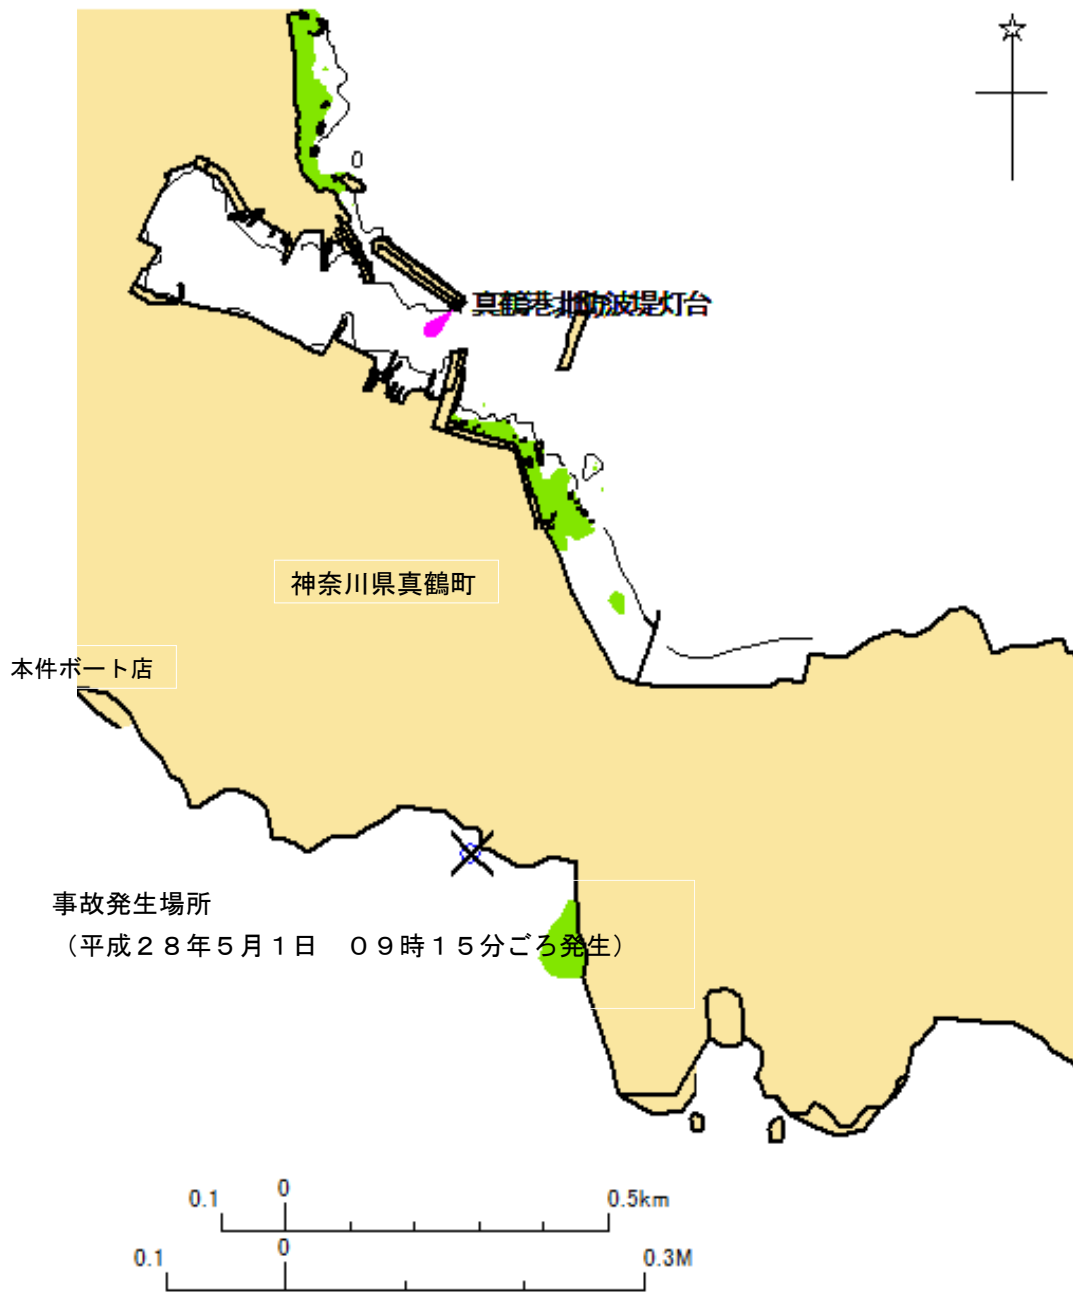 真鶴港北防波堤灯台
神奈川県真鶴町
本件ボート店
事故発生場所
（平成２８年５月１日　０９時１５分ごろ発生）
0.1 0 0.5km
0.1 0 0.3M